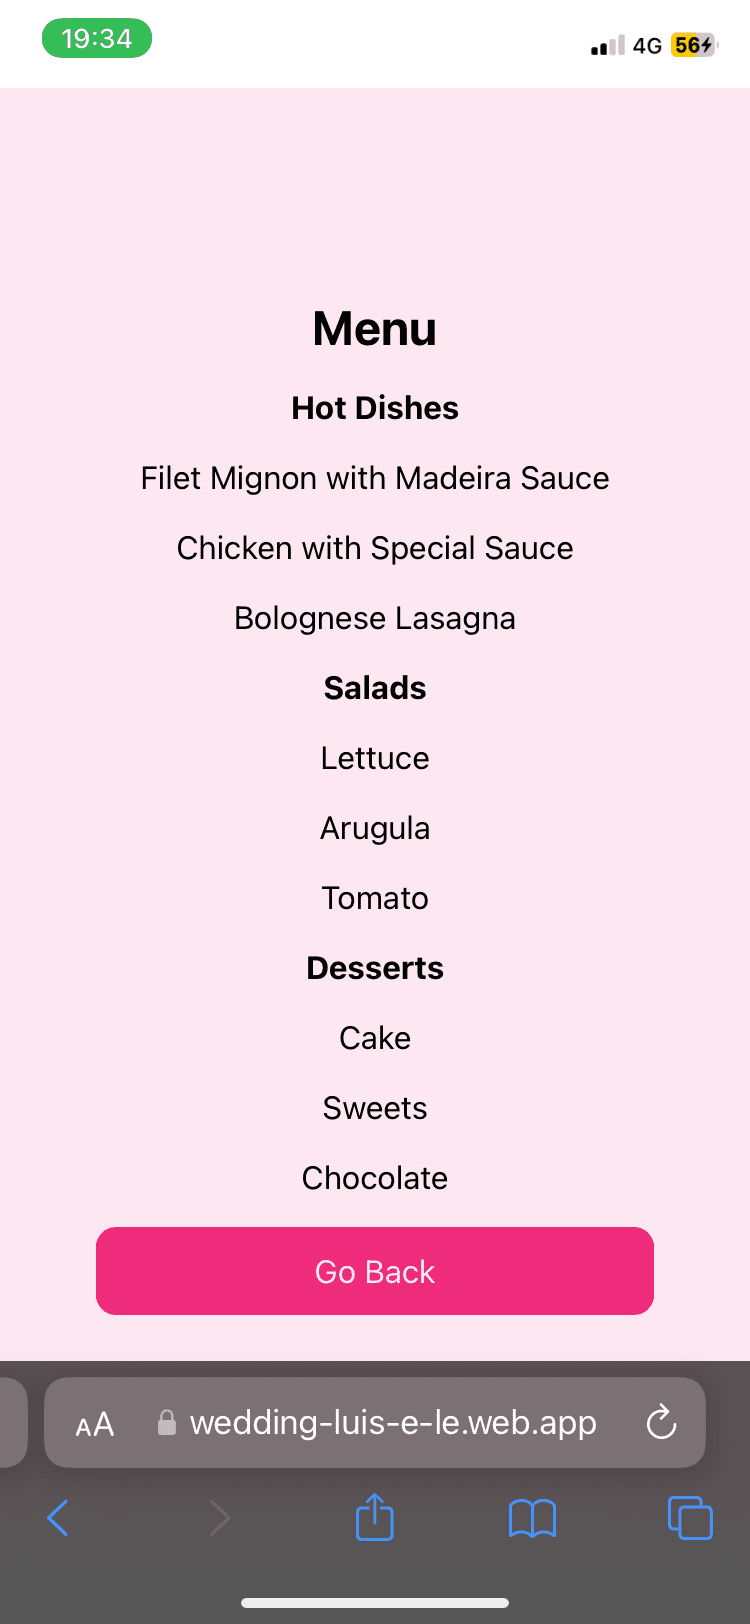 19:34
4G 56
Menu
Hot Dishes
Filet Mignon with Madeira Sauce
Chicken with Special Sauce
Bolognese Lasagna
Salads
Lettuce
Arugula
Tomato
Desserts
Cake
Sweets
Chocolate
Go Back
AA wedding-luis-e-le.web.app